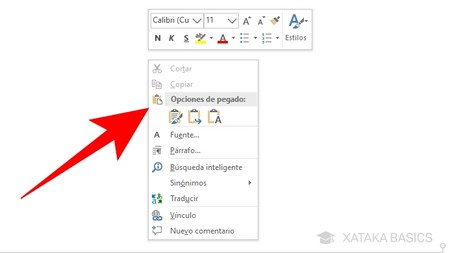 Calibri (Cu 11 A A
N K S A Estilos
Cortar
Copiar
Opciones de pegado:
A
A Fuente...
Párrafo...
Búsqueda inteligente
Sinónimos
Traducir
Vínculo
Nuevo comentario
XATAKA BASICS